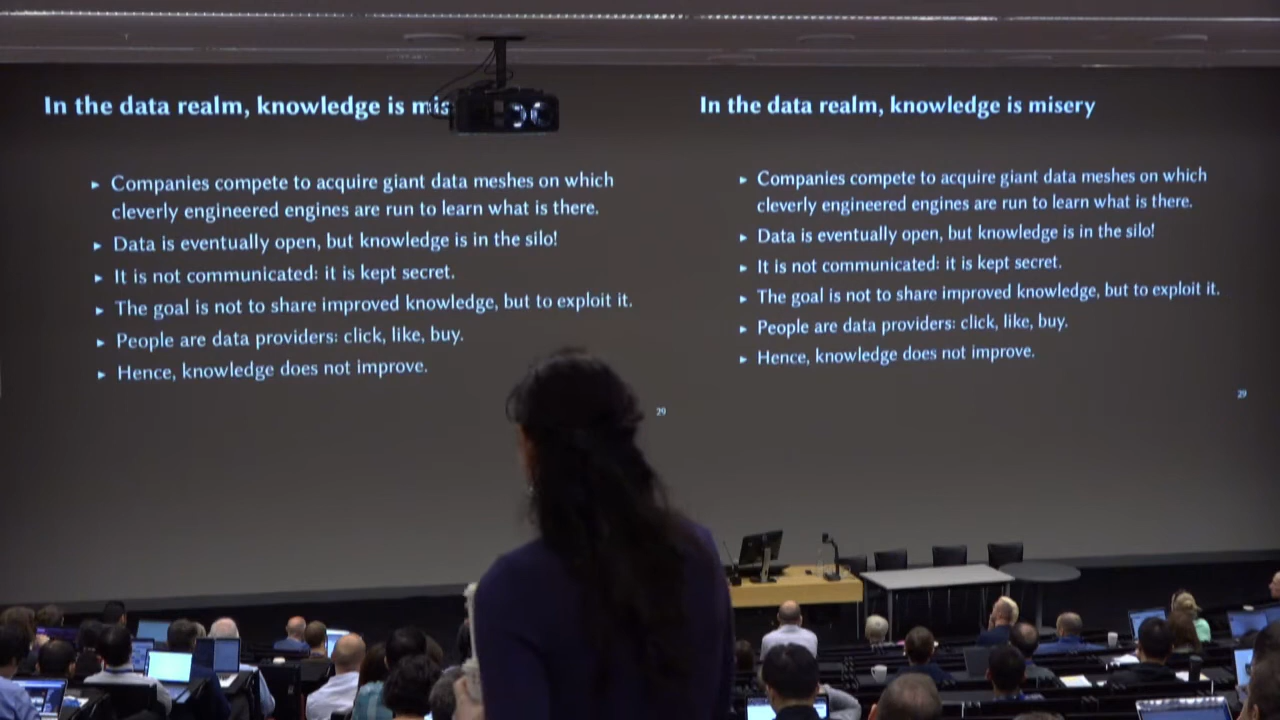 In the data realm, knowledge is mis
► Companies compete to acquire giant data meshes on which
cleverly engineered engines are run to learn what is there.
► Data is eventually open, but knowledge is in the silo!
► It is not communicated: it is kept secret.
► The goal is not to share improved knowledge, but to exploit it.
► People are data providers: click, like, buy.
► Hence, knowledge does not improve.
29
In the data realm, knowledge is misery
► Companies compete to acquire giant data meshes on which
cleverly engineered engines are run to learn what is there.
► Data is eventually open, but knowledge is in the silo!
► It is not communicated: it is kept secret.
► The goal is not to share improved knowledge, but to exploit it.
► People are data providers: click, like, buy.
► Hence, knowledge does not improve.
29